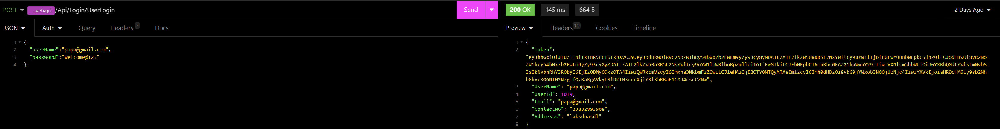 POST _.webapi/Api/Login/UserLogin Send
200 OK 145 ms 664 B 2 Days Ago
JSON Auth Query Headers 2 Docs
Preview Headers 10 Cookies Timeline
1 {
2 "userName":"papa@gmail.com",
3 "password":"Welcome@123"
4 }
1 {
2 "Token":
"eyJhbGciOiJIUzI1NiIsInR5cCI6IkpXVCJ9.eyJodHRwOi8vc2NoZW1hcy54bWxzb2FwLm9yZy93cy8yMDA1LzA1L2lkZW50aXR5L2NsYWltcy9uYW1lIjoicGFwYUBnbWFpbC5jb20iLCJodHRwOi8vc2No
ZW1hcy54bWxzb2FwLm9yZy93cy8yMDA1LzA1L2lkZW50aXR5L2NsYWltcy9uYW1laWRlbnRpZmllciI6IjEwMTkiLCJFbWFpbCI6InBhcGFAZ21haWwuY29tIiwiVXNlcm5hbWUiOiJwYXBhQGdtYWlsLmNvbS
IsIkNvbnRhY3RObyI6IjIzODMyODkzOTA4IiwiQWRkcmVzcyI6Imxha3NkbmFzZGwiLCJleHAiOjE2OTY0MTQyMTAsImlzcyI6Imh0dHBzOi8vbG9jYWxob3N0OjUzNjc4IiwiYXVkIjoiaHR0cHM6Ly9sb2Nh
bGhvc3Q6NTM2NzgifQ.BaRgAVkyLSlDKTN3rrrXjiYSl3bRBaF1C0J4rsrCZNw",
3 "UserName": "papa@gmail.com",
4 "UserId": 1019,
5 "Email": "papa@gmail.com",
6 "ContactNo": "23832893908",
7 "Addresss": "laksdnasdl"
8 }